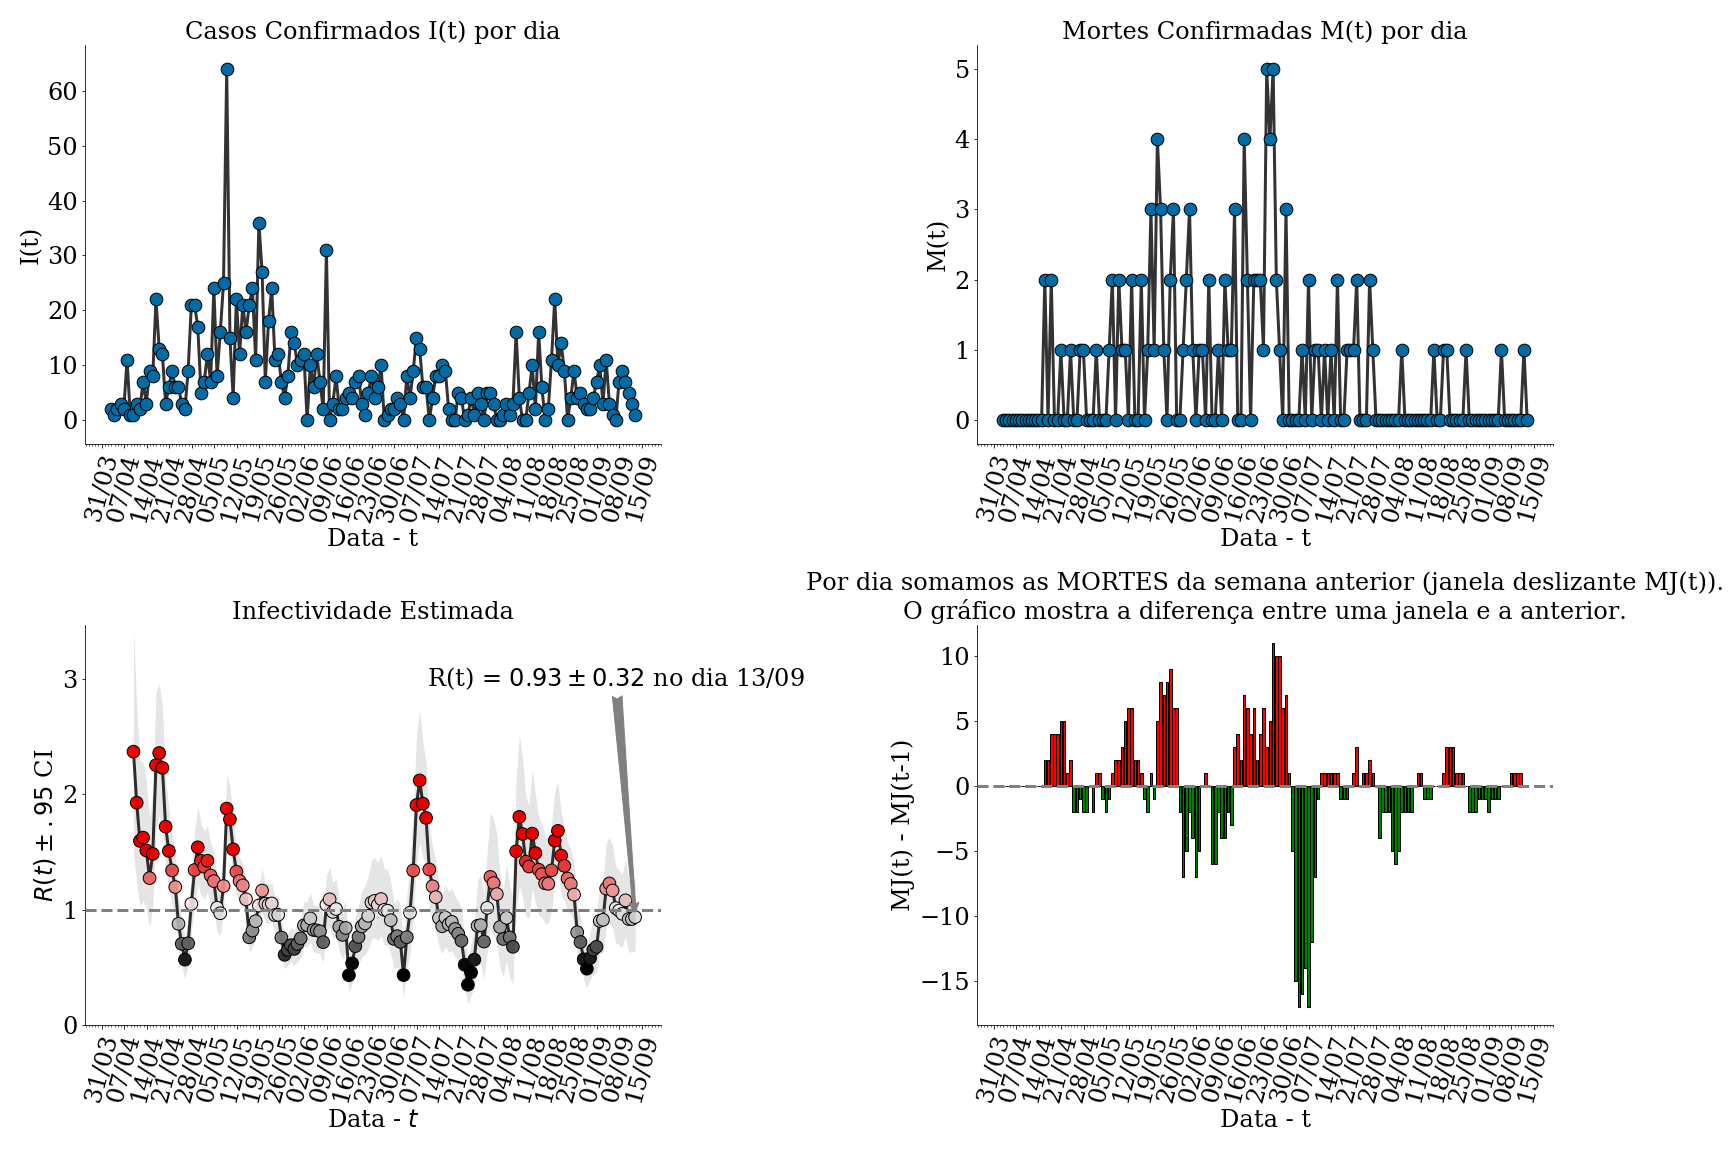 Casos Confirmados I(t) por dia
I(t)
60
50
40
30
20
10
0
31/03 07/04 14/04 21/04 28/04 05/05 12/05 19/05 26/05 02/06 09/06 16/06 23/06 30/06 07/07 14/07 21/07 28/07 04/08 11/08 18/08 25/08 01/09 08/09 15/09
Data - t
Mortes Confirmadas M(t) por dia
M(t)
5
4
3
2
1
0
31/03 07/04 14/04 21/04 28/04 05/05 12/05 19/05 26/05 02/06 09/06 16/06 23/06 30/06 07/07 14/07 21/07 28/07 04/08 11/08 18/08 25/08 01/09 08/09 15/09
Data - t
Infectividade Estimada
R(t) = 0.93 ± 0.32 no dia 13/09
R(t) ± .95 CI
3
2
1
0
31/03 07/04 14/04 21/04 28/04 05/05 12/05 19/05 26/05 02/06 09/06 16/06 23/06 30/06 07/07 14/07 21/07 28/07 04/08 11/08 18/08 25/08 01/09 08/09 15/09
Data - t
Por dia somamos as MORTES da semana anterior (janela deslizante MJ(t)).
O gráfico mostra a diferença entre uma janela e a anterior.
MJ(t) - MJ(t-1)
10
5
0
−5
−10
−15
31/03 07/04 14/04 21/04 28/04 05/05 12/05 19/05 26/05 02/06 09/06 16/06 23/06 30/06 07/07 14/07 21/07 28/07 04/08 11/08 18/08 25/08 01/09 08/09 15/09
Data - t